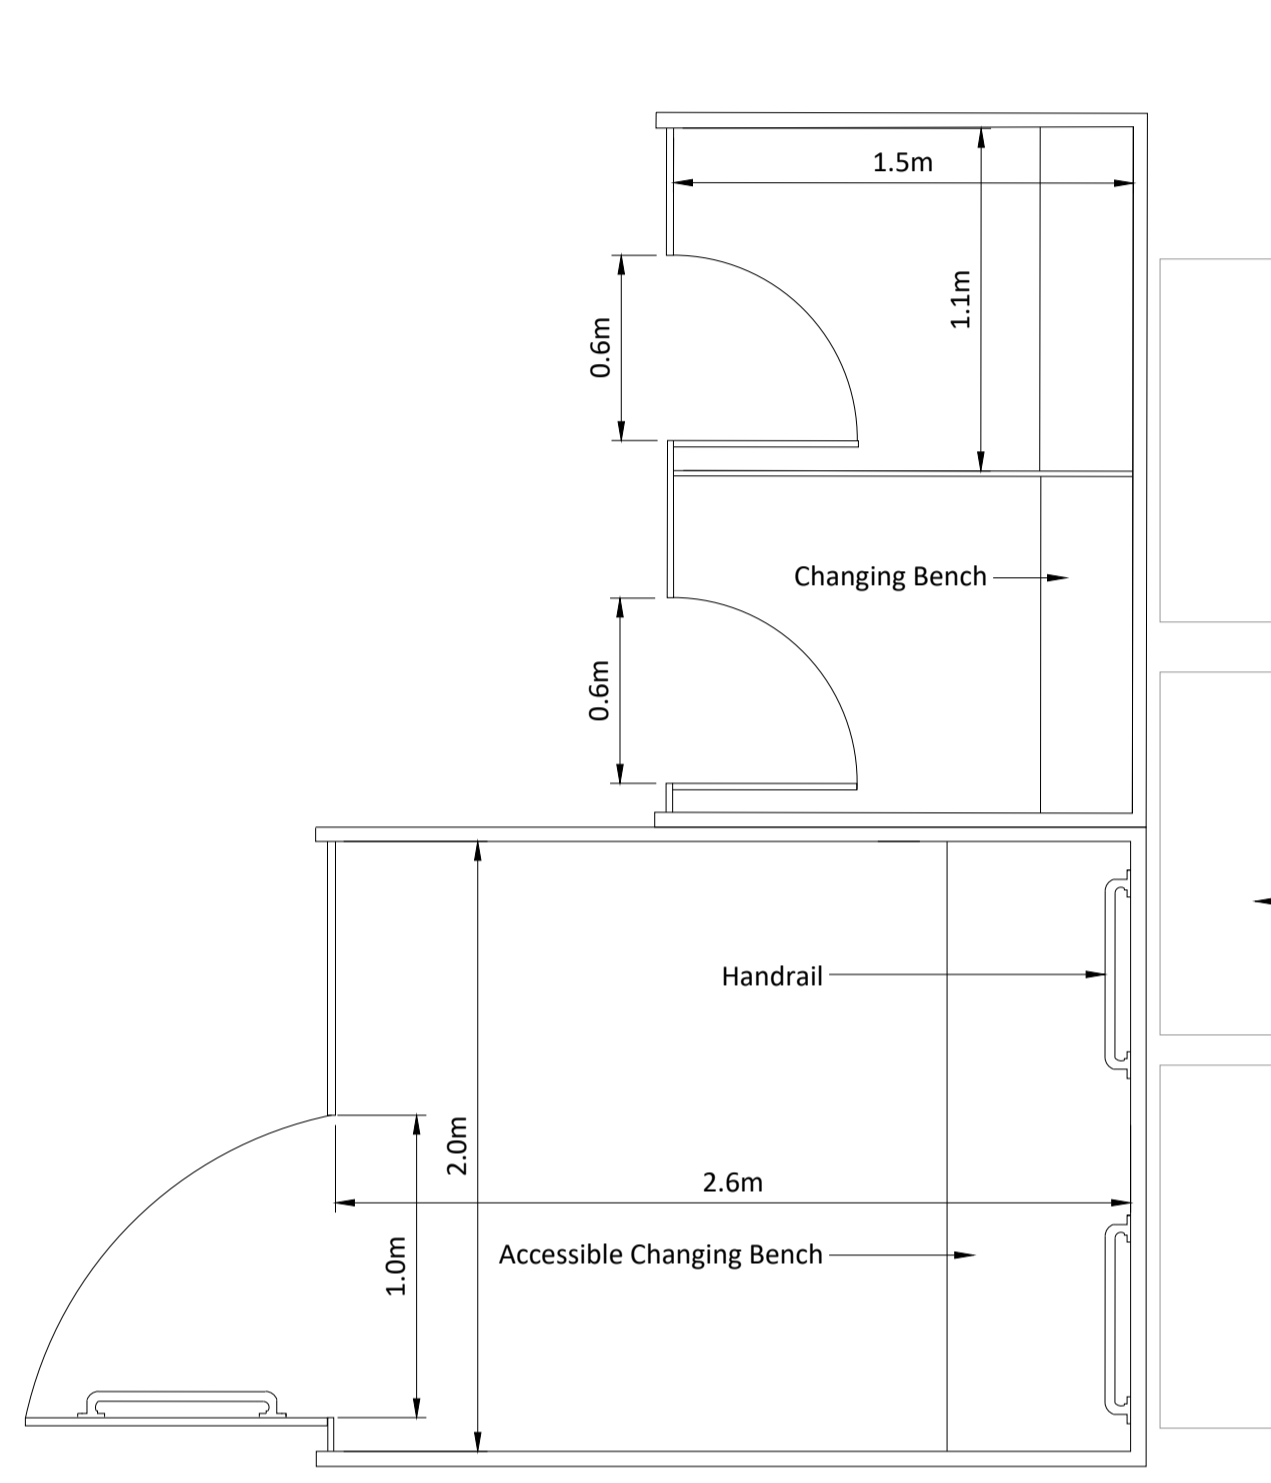 1.5m
1.1m
0.6m
Changing Bench
0.6m
Handrail
2.0m
2.6m
1.0m
Accessible Changing Bench